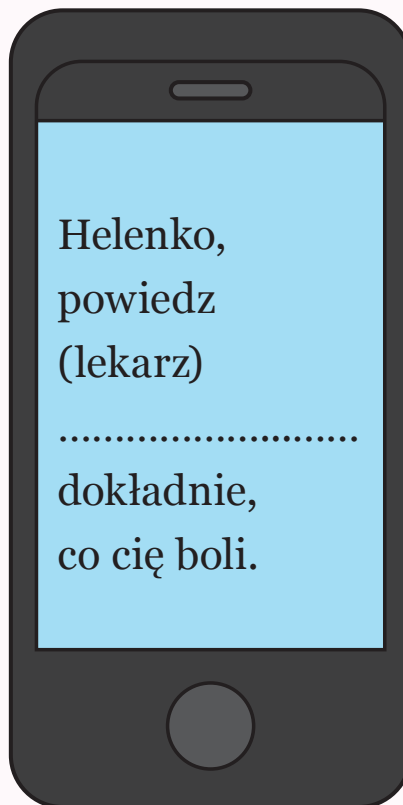 Helenko,
powiedz
(lekarz)
............................
dokładnie,
co cię boli.